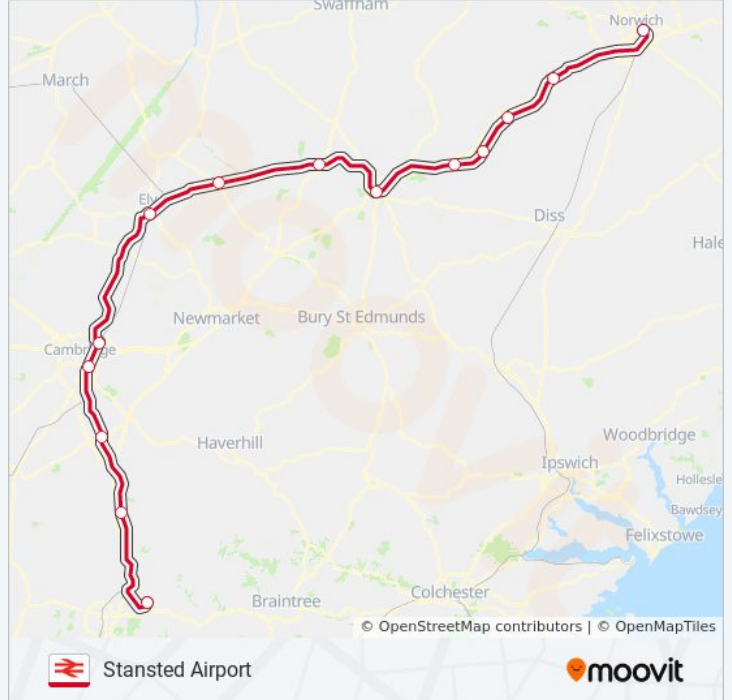 Swaffham
Norwich
March
Ely
Diss
Hale
Newmarket
Bury St Edmunds
Cambridge
Haverhill
Woodbridge
Ipswich
Hollesle
Bawdsey
Felixstowe
Colchester
Braintree
© OpenStreetMap contributors | © OpenMapTiles
Stansted Airport
moovit